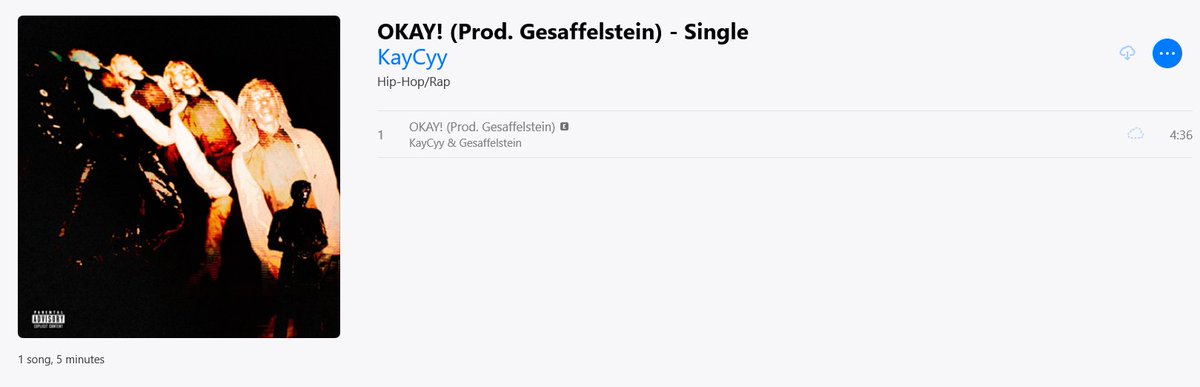 OKAY! (Prod. Gesaffelstein) - Single
KayCyy
Hip-Hop/Rap
1 OKAY! (Prod. Gesaffelstein) E 4:36
KayCyy & Gesaffelstein
PARENTAL
ADVISORY
EXPLICIT CONTENT
1 song, 5 minutes